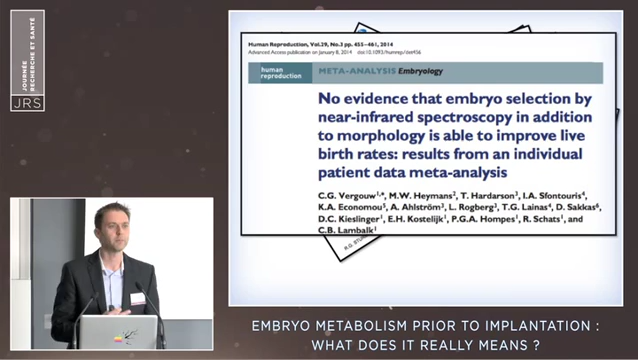 JOURNÉE
RECHERCHE ET SANTÉ
JRS
Human Reproduction, Vol.29, No.3 pp. 455–461, 2014
Advanced Access publication on January 8, 2014 doi:10.1093/humrep/det456
human
reproduction
META-ANALYSIS Embryology
No evidence that embryo selection by
near-infrared spectroscopy in addition
to morphology is able to improve live
birth rates: results from an individual
patient data meta-analysis
C.G. Vergouw1,*, M.W. Heymans2, T. Hardarson3, I.A. Sfontouris4,
K.A. Economou5, A. Ahlström3, L. Rogberg3, T.G. Lainas4, D. Sakkas6,
D.C. Kieslinger1, E.H. Kostelijk1, P.G.A. Hompes1, R. Schats1, and
C.B. Lambalk1
EMBRYO METABOLISM PRIOR TO IMPLANTATION :
WHAT DOES IT REALLY MEANS ?